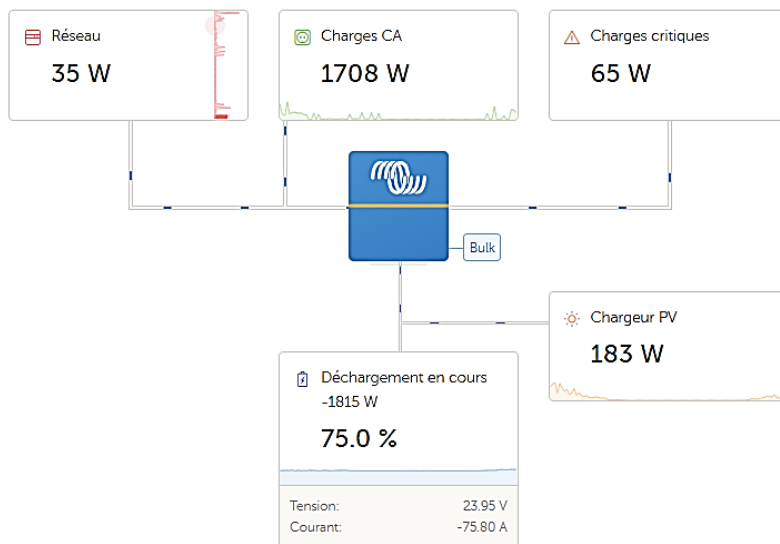 Réseau
35 W
Charges CA
1708 W
Charges critiques
65 W
Bulk
Chargeur PV
183 W
Déchargement en cours
-1815 W
75.0 %
Tension: 23.95 V
Courant: -75.80 A